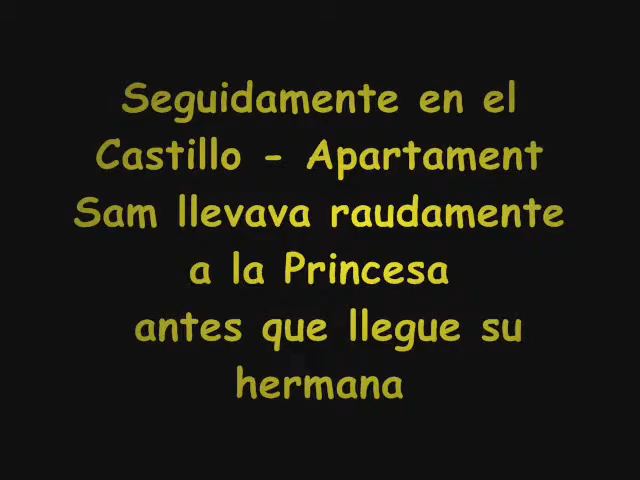 Seguidamente en el
Castillo - Apartament
Sam llevava raudamente
a la Princesa
antes que llegue su
hermana